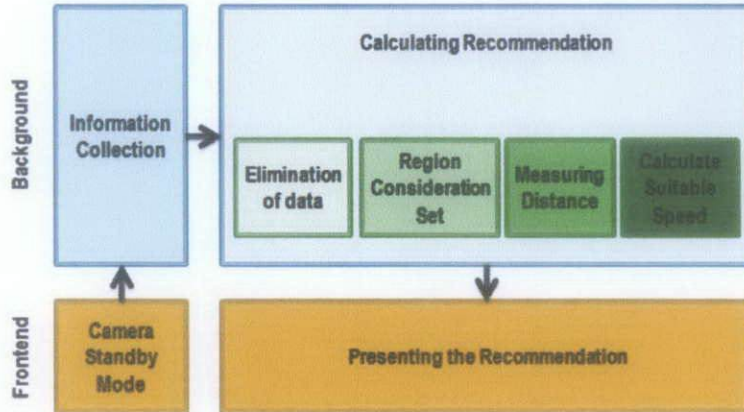 Background
Information
Collection
Calculating Recommendation
Elimination
of data
Region
Consideration
Set
Measuring
Distance
Calculate
Suitable
Speed
Frontend
Camera
Standby
Mode
Presenting the Recommendation